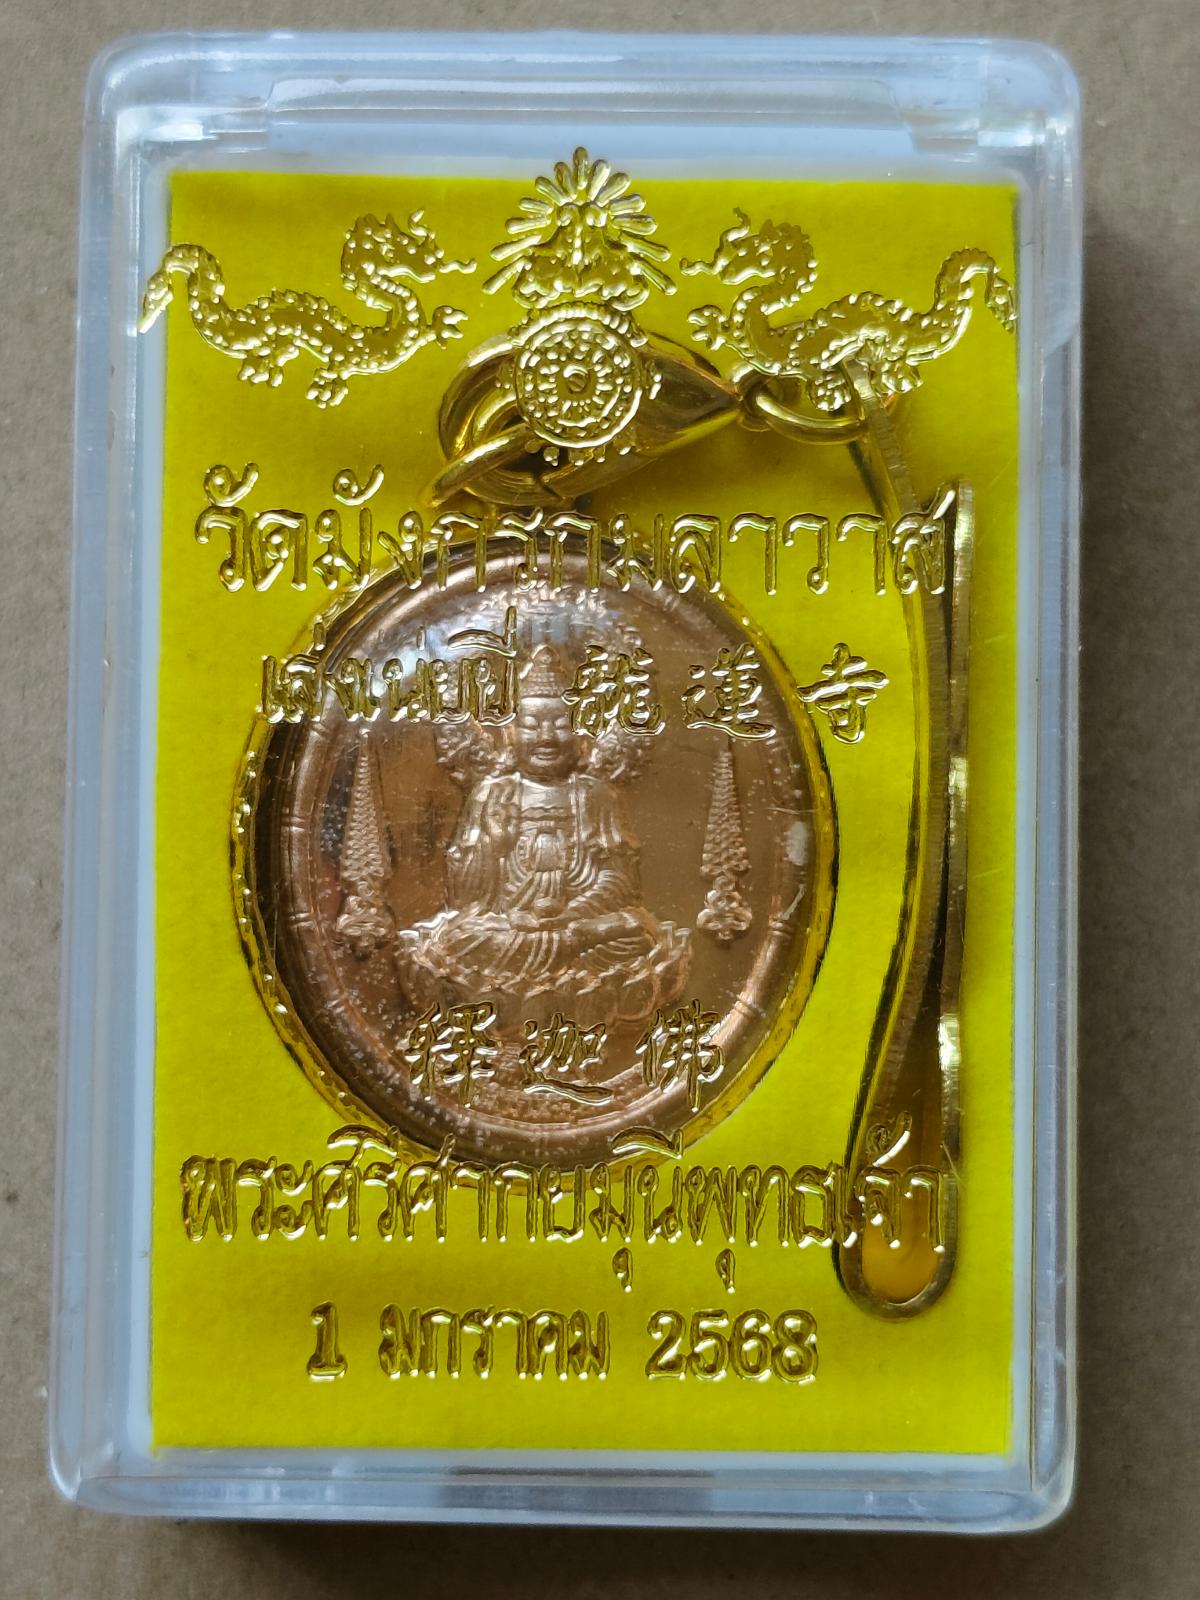 วัดมังกรกมลาวาส
เล่งเน่ยยี่ 龍蓮寺
釋迦佛
พระศรีศากยมุนีพุทธเจ้า
1 มกราคม 2568